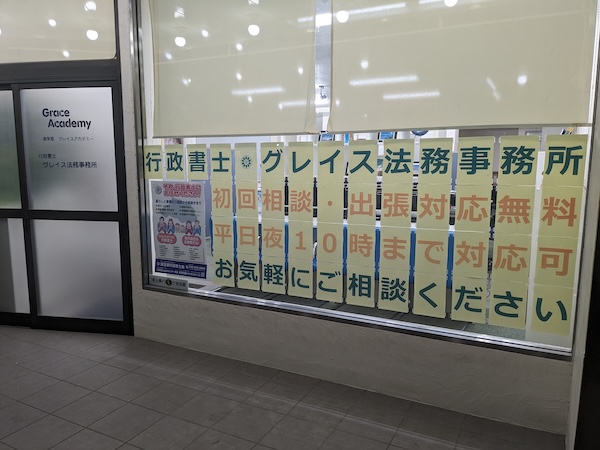 Grace
Academy
進学塾 グレイスアカデミー
行政書士
グレイス法務事務所
行政書士グレイス法務事務所
初回相談・出張対応無料
平日夜10時まで対応可
お気軽にご相談ください